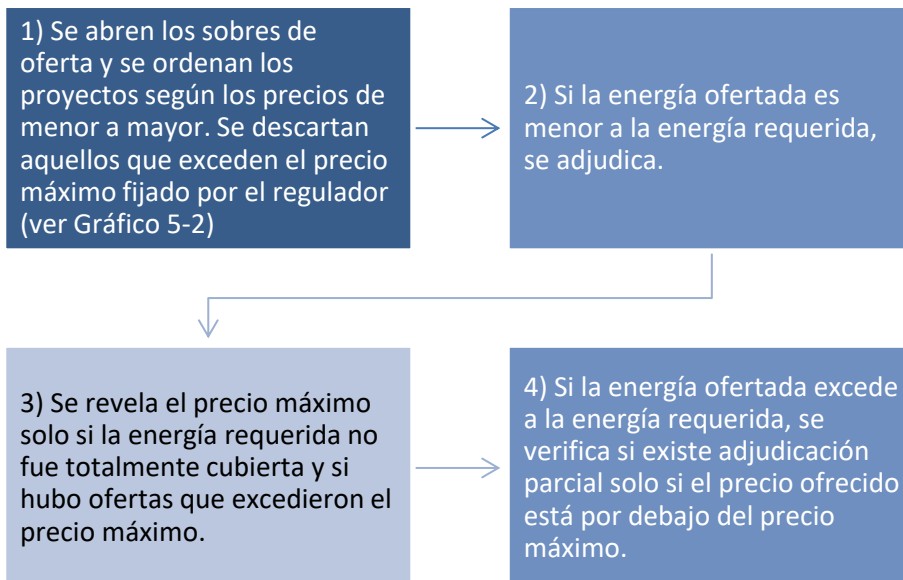 1) Se abren los sobres de
oferta y se ordenan los
proyectos según los precios de
menor a mayor. Se descartan
aquellos que exceden el precio
máximo fijado por el regulador
(ver Gráfico 5-2)
2) Si la energía ofertada es
menor a la energía requerida,
se adjudica.
3) Se revela el precio máximo
solo si la energía requerida no
fue totalmente cubierta y si
hubo ofertas que excedieron el
precio máximo.
4) Si la energía ofertada excede
a la energía requerida, se
verifica si existe adjudicación
parcial solo si el precio ofrecido
está por debajo del precio
máximo.